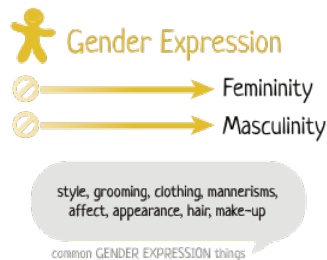 Gender Expression
Femininity
Masculinity
style, grooming, clothing, mannerisms,
affect, appearance, hair, make-up
common GENDER EXPRESSION things